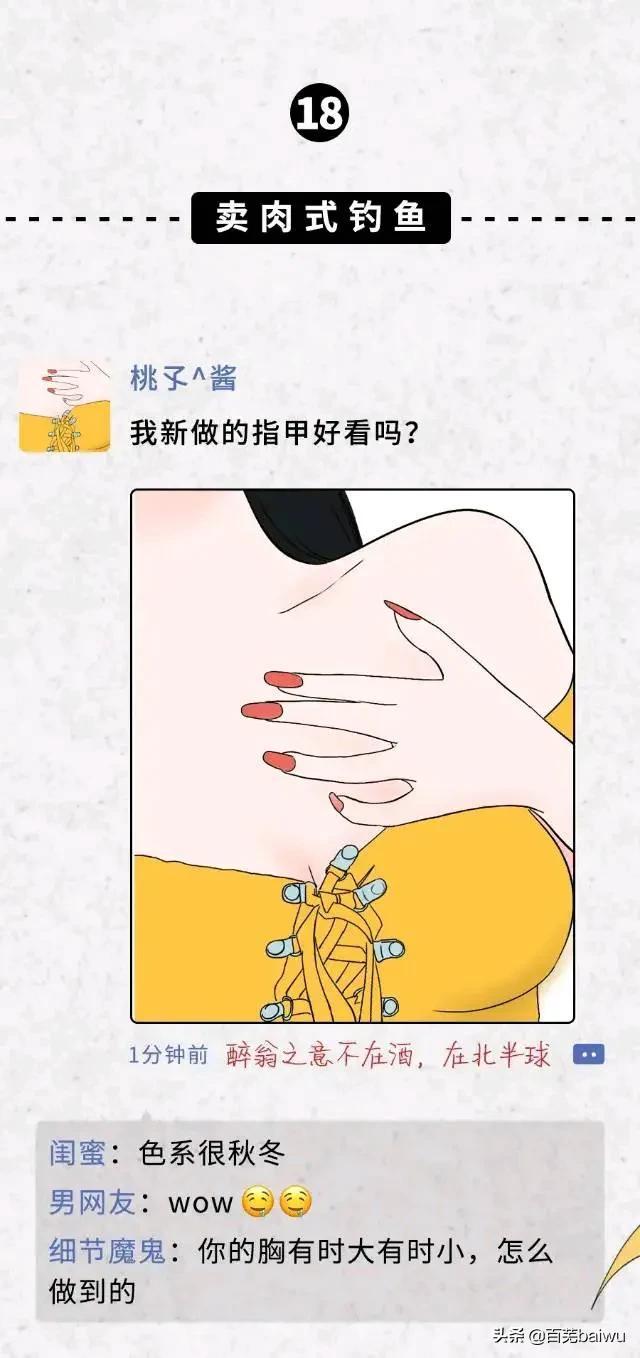 18
卖肉式钓鱼
桃子^酱
我新做的指甲好看吗?
1分钟前 醉翁之意不在酒，在北半球
闺蜜：色系很秋冬
男网友：wow🤤🤤
细节魔鬼：你的胸有时大有时小，怎么
做到的
头条 @百芜baiwu